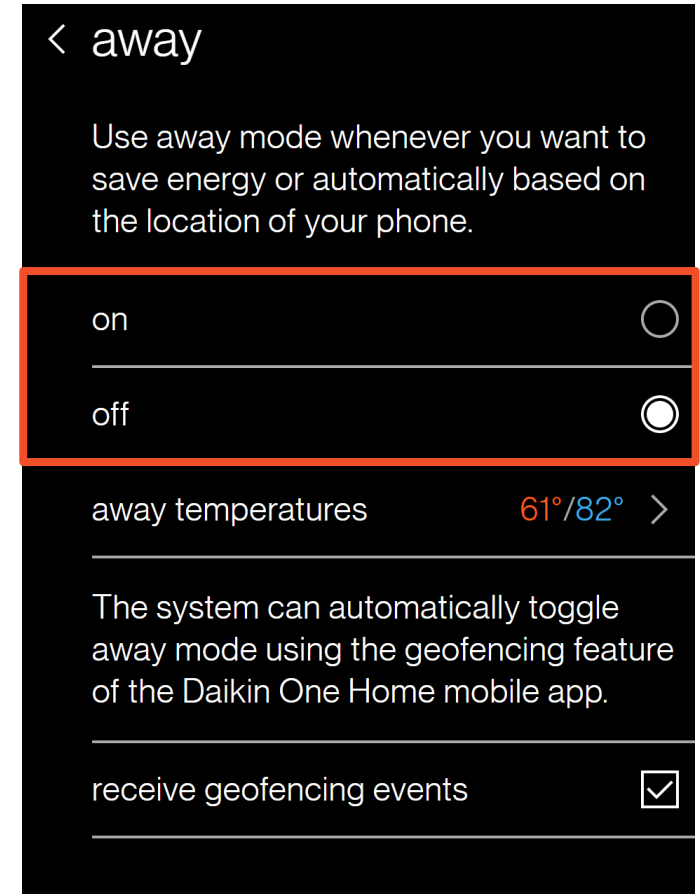 away
Use away mode whenever you want to
save energy or automatically based on
the location of your phone.
on
off
away temperatures 61°/82°
The system can automatically toggle
away mode using the geofencing feature
of the Daikin One Home mobile app.
receive geofencing events